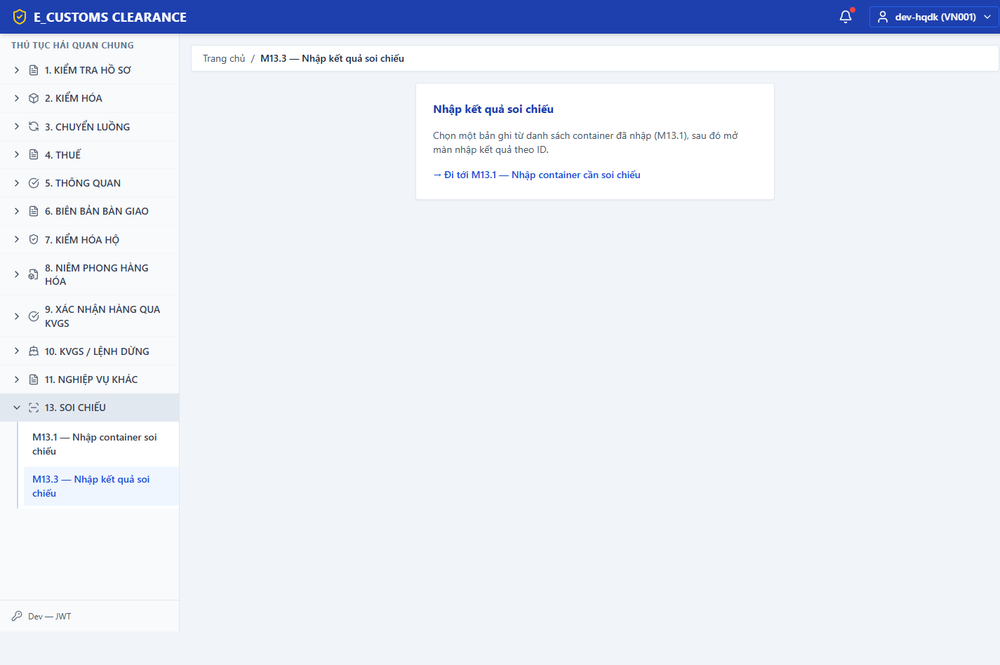 E_CUSTOMS CLEARANCE
dev-hqdk (VN001)
THỦ TỤC HẢI QUAN CHUNG
1. KIỂM TRA HỒ SƠ
2. KIỂM HÓA
3. CHUYỂN LUỒNG
4. THUẾ
5. THÔNG QUAN
6. BIÊN BẢN BÀN GIAO
7. KIỂM HÓA HỘ
8. NIÊM PHONG HÀNG
HÓA
9. XÁC NHẬN HÀNG QUA
KVGS
10. KVGS / LỆNH DỪNG
11. NGHIỆP VỤ KHÁC
13. SOI CHIẾU
M13.1 — Nhập container soi
chiếu
M13.3 — Nhập kết quả soi
chiếu
Dev — JWT
Trang chủ / M13.3 — Nhập kết quả soi chiếu
Nhập kết quả soi chiếu
Chọn một bản ghi từ danh sách container đã nhập (M13.1), sau đó mở
màn nhập kết quả theo ID.
→ Đi tới M13.1 — Nhập container cần soi chiếu